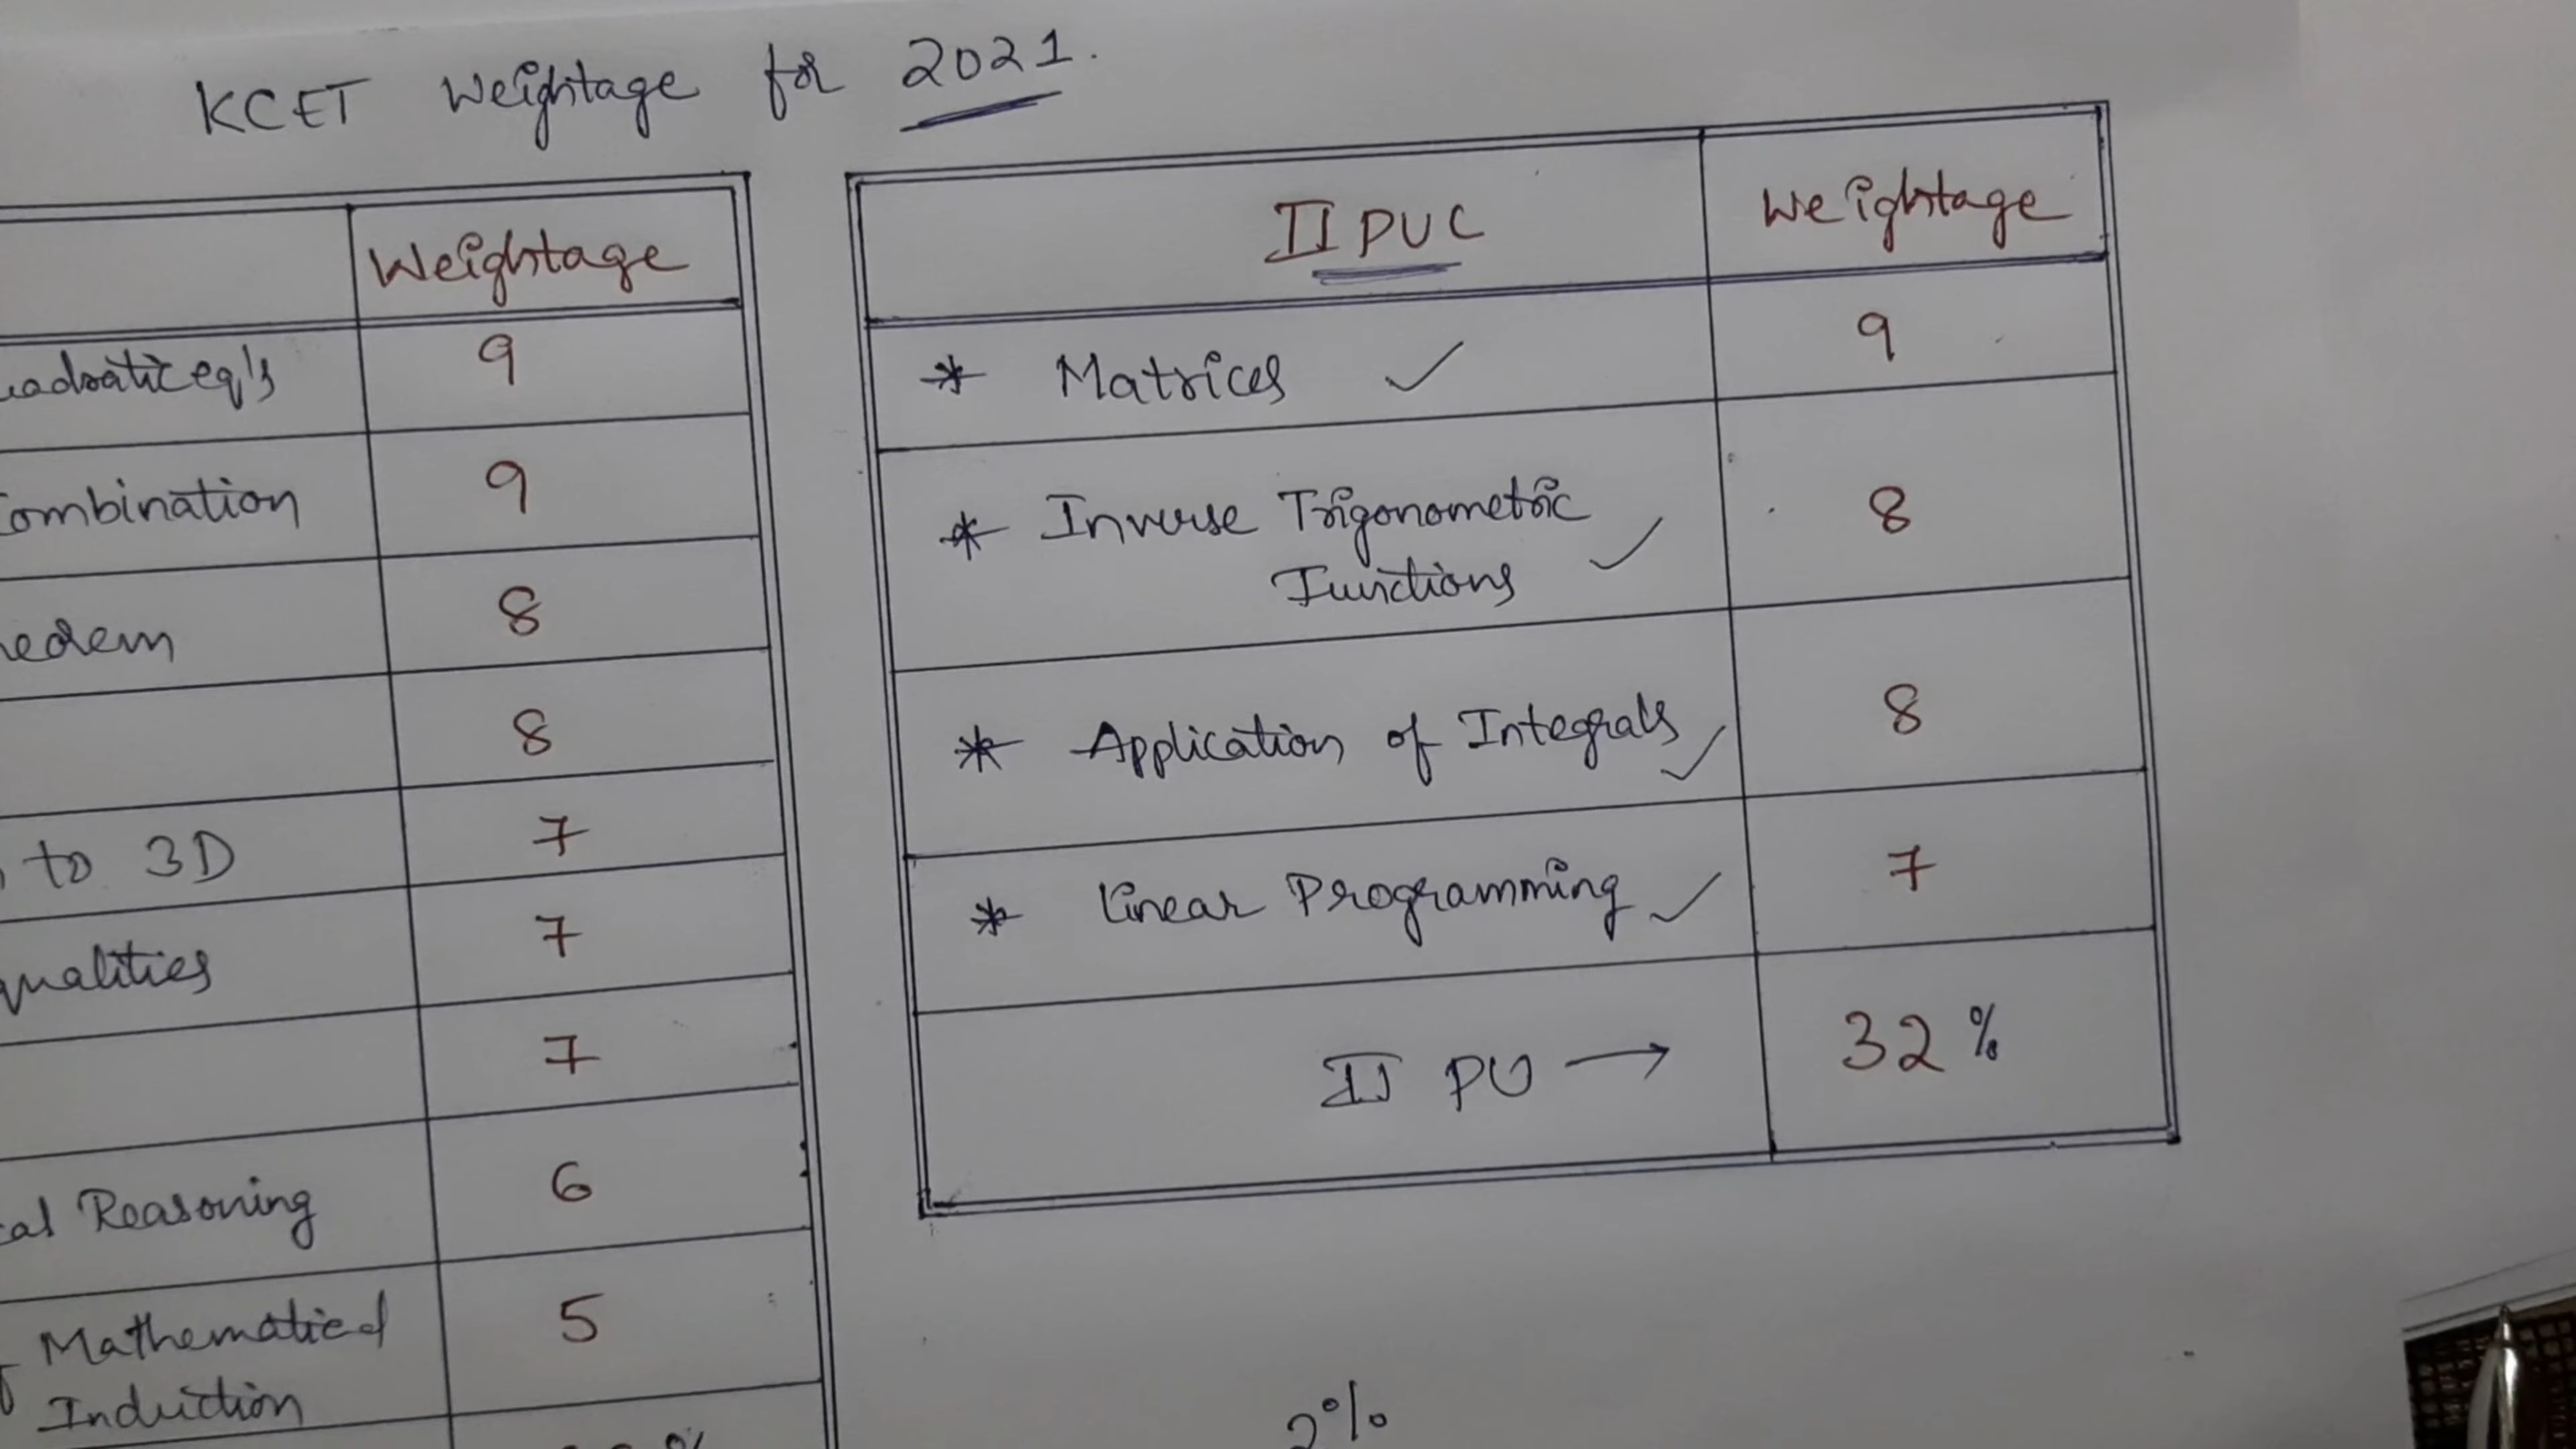 KCET Weightage for 2021.
Weightage
eq's 9
9
8
8
to 3D 7
7
7
Reasoning 6
Mathematical 5
Induction
II PUC Weightage
* Matrices ✓ 9
* Inverse Trigonometric
Functions ✓ 8
* Application of Integrals ✓ 8
* Linear Programming ✓ 7
II PU → 32%
2%